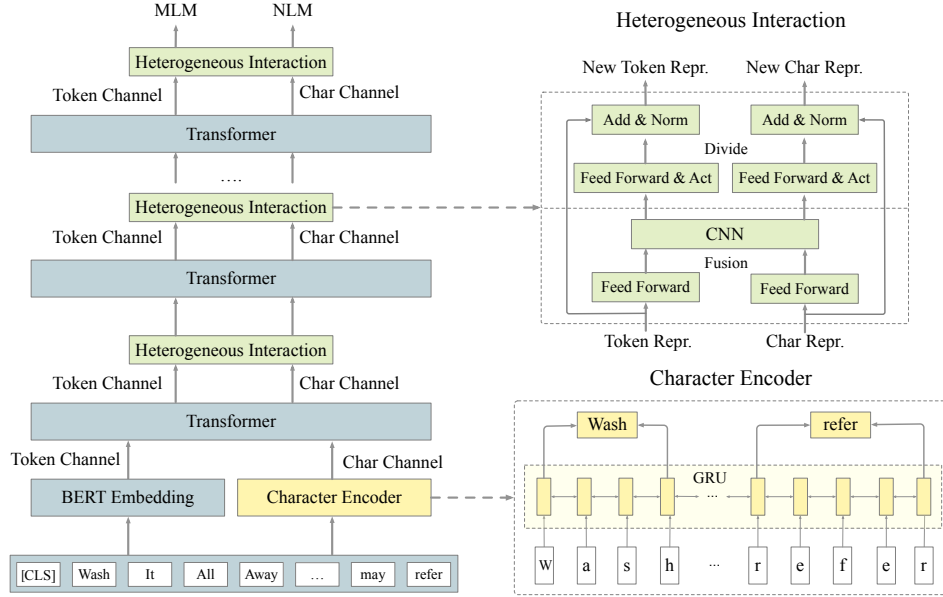 MLM NLM
Heterogeneous Interaction
Token Channel Char Channel
Transformer
....
Heterogeneous Interaction
Token Channel Char Channel
Transformer
Heterogeneous Interaction
Token Channel Char Channel
Transformer
Token Channel Char Channel
BERT Embedding Character Encoder
[CLS] Wash It All Away ... may refer
Heterogeneous Interaction
New Token Repr. New Char Repr.
Add & Norm Add & Norm
Divide
Feed Forward & Act Feed Forward & Act
CNN
Fusion
Feed Forward Feed Forward
Token Repr. Char Repr.
Character Encoder
Wash refer
GRU
...
W a s h ... r e f e r